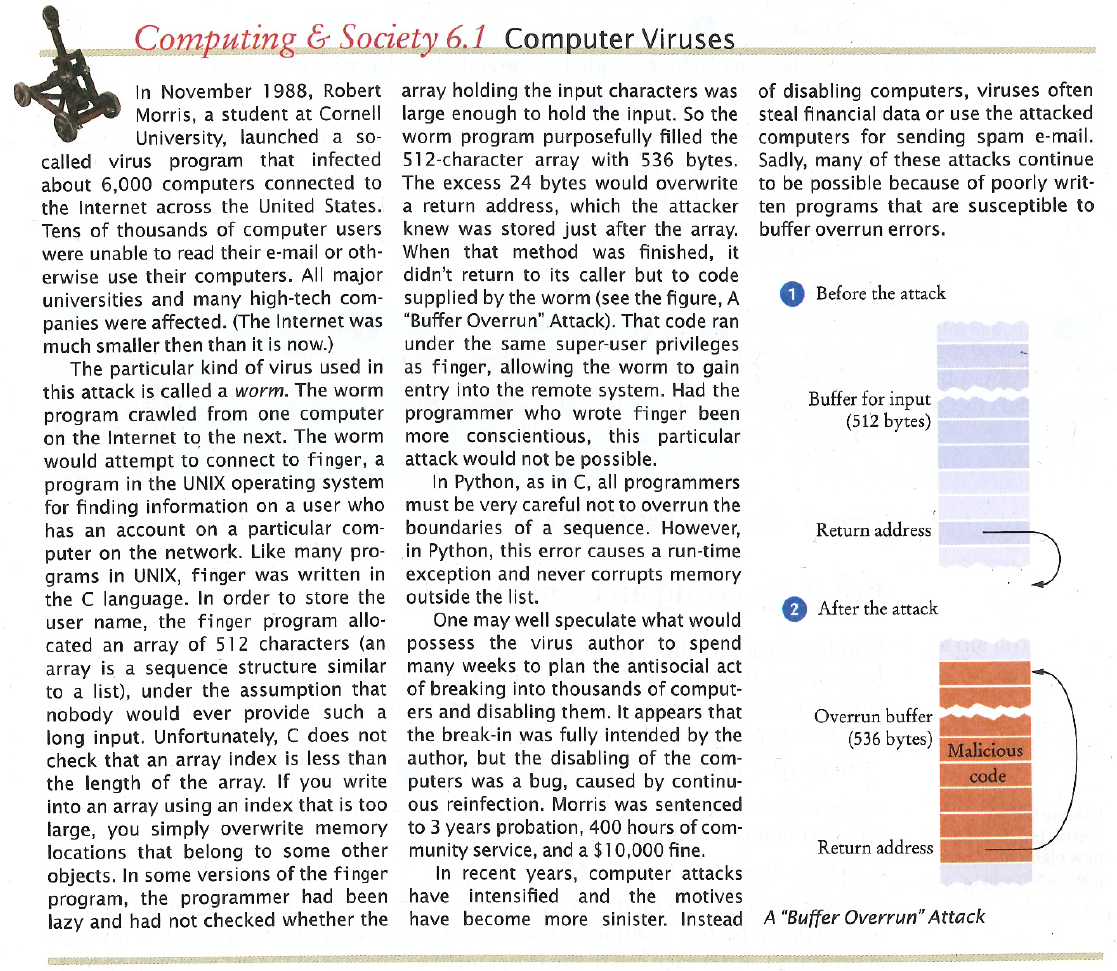 Computing & Society 6.1 Computer Viruses
In November 1988, Robert
Morris, a student at Cornell
University, launched a so-
called virus program that infected
about 6,000 computers connected to
the Internet across the United States.
Tens of thousands of computer users
were unable to read their e-mail or oth-
erwise use their computers. All major
universities and many high-tech com-
panies were affected. (The Internet was
much smaller then than it is now.)
The particular kind of virus used in
this attack is called a worm. The worm
program crawled from one computer
on the Internet to the next. The worm
would attempt to connect to finger, a
program in the UNIX operating system
for finding information on a user who
has an account on a particular com-
puter on the network. Like many pro-
grams in UNIX, finger was written in
the C language. In order to store the
user name, the finger program allo-
cated an array of 512 characters (an
array is a sequence structure similar
to a list), under the assumption that
nobody would ever provide such a
long input. Unfortunately, C does not
check that an array index is less than
the length of the array. If you write
into an array using an index that is too
large, you simply overwrite memory
locations that belong to some other
objects. In some versions of the finger
program, the programmer had been
lazy and had not checked whether the
array holding the input characters was
large enough to hold the input. So the
worm program purposefully filled the
512-character array with 536 bytes.
The excess 24 bytes would overwrite
a return address, which the attacker
knew was stored just after the array.
When that method was finished, it
didn't return to its caller but to code
supplied by the worm (see the figure, A
"Buffer Overrun" Attack). That code ran
under the same super-user privileges
as finger, allowing the worm to gain
entry into the remote system. Had the
programmer who wrote finger been
more conscientious, this particular
attack would not be possible.
In Python, as in C, all programmers
must be very careful not to overrun the
boundaries of a sequence. However,
in Python, this error causes a run-time
exception and never corrupts memory
outside the list.
One may well speculate what would
possess the virus author to spend
many weeks to plan the antisocial act
of breaking into thousands of comput-
ers and disabling them. It appears that
the break-in was fully intended by the
author, but the disabling of the com-
puters was a bug, caused by continu-
ous reinfection. Morris was sentenced
to 3 years probation, 400 hours of com-
munity service, and a $10,000 fine.
In recent years, computer attacks
have intensified and the motives
have become more sinister. Instead
of disabling computers, viruses often
steal financial data or use the attacked
computers for sending spam e-mail.
Sadly, many of these attacks continue
to be possible because of poorly writ-
ten programs that are susceptible to
buffer overrun errors.
1 Before the attack
Buffer for input
(512 bytes)
Return address
2 After the attack
Overrun buffer
(536 bytes)
Malicious
code
Return address
A "Buffer Overrun" Attack